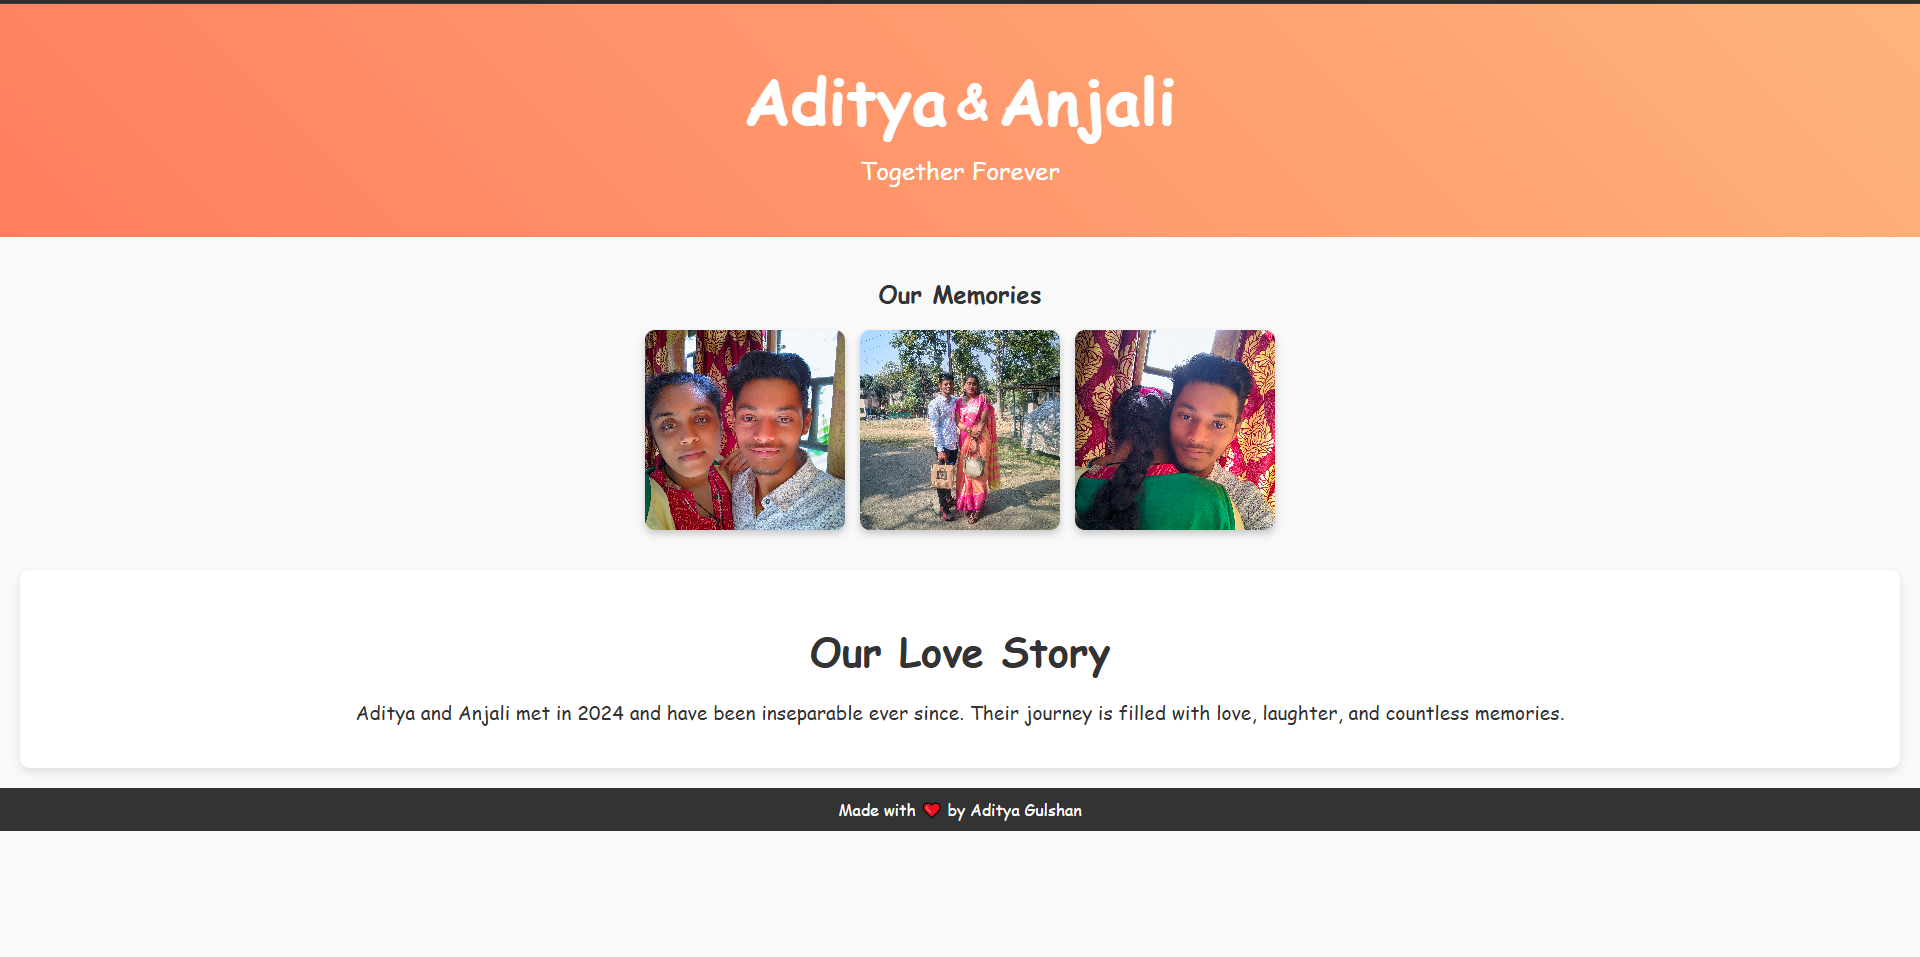 Aditya & Anjali
Together Forever
Our Memories
Our Love Story
Aditya and Anjali met in 2024 and have been inseparable ever since. Their journey is filled with love, laughter, and countless memories.
Made with ❤️ by Aditya Gulshan